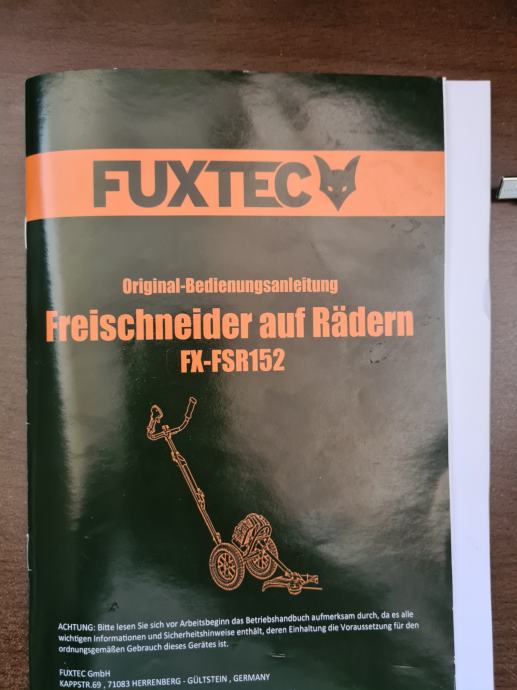 FUXTEC
Original-Bedienungsanleitung
Freischneider auf Rädern
FX-FSR152
ACHTUNG: Bitte lesen Sie sich vor Arbeitsbeginn das Betriebshandbuch aufmerksam durch, da es alle
wichtigen Informationen und Sicherheitshinweise enthält, deren Einhaltung die Voraussetzung für den
ordnungsgemäßen Gebrauch dieses Gerätes ist.
FUXTEC GmbH
KAPPSTR.69 , 71083 HERRENBERG - GÜLTSTEIN , GERMANY